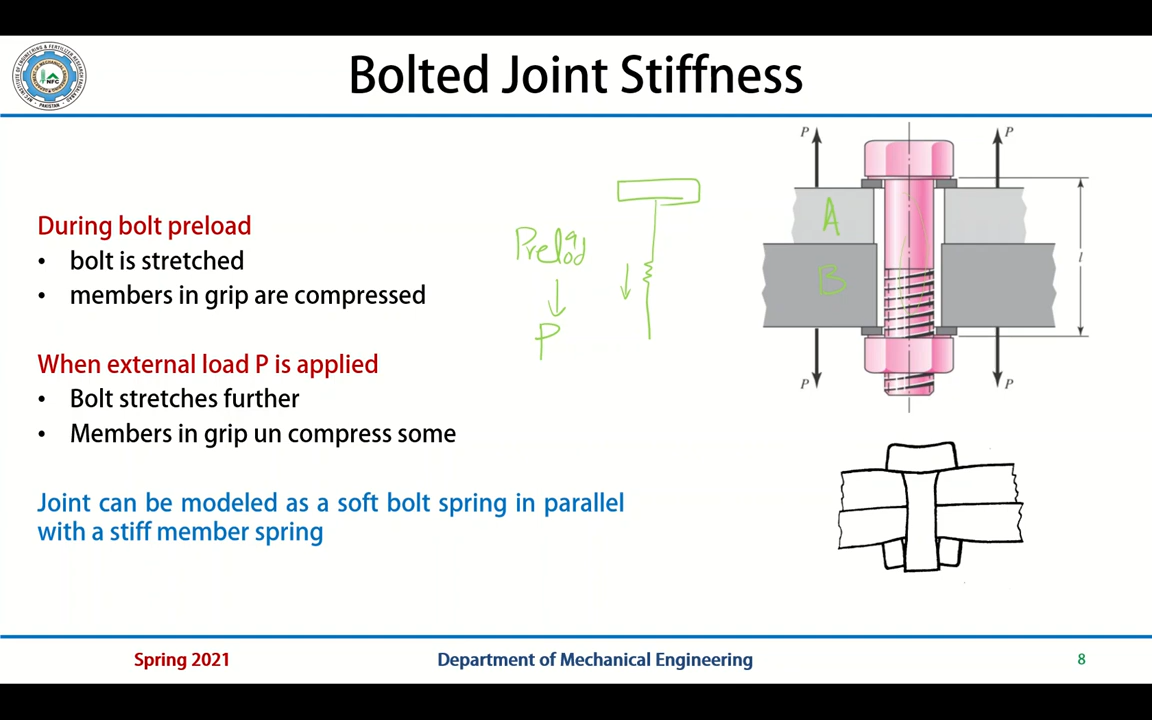 Bolted Joint Stiffness
NFC
PAKISTAN
During bolt preload
• bolt is stretched
• members in grip are compressed
When external load P is applied
• Bolt stretches further
• Members in grip un compress some
Joint can be modeled as a soft bolt spring in parallel
with a stiff member spring
Preload
P
P
P
A
B
l
P
P
Spring 2021
Department of Mechanical Engineering
8